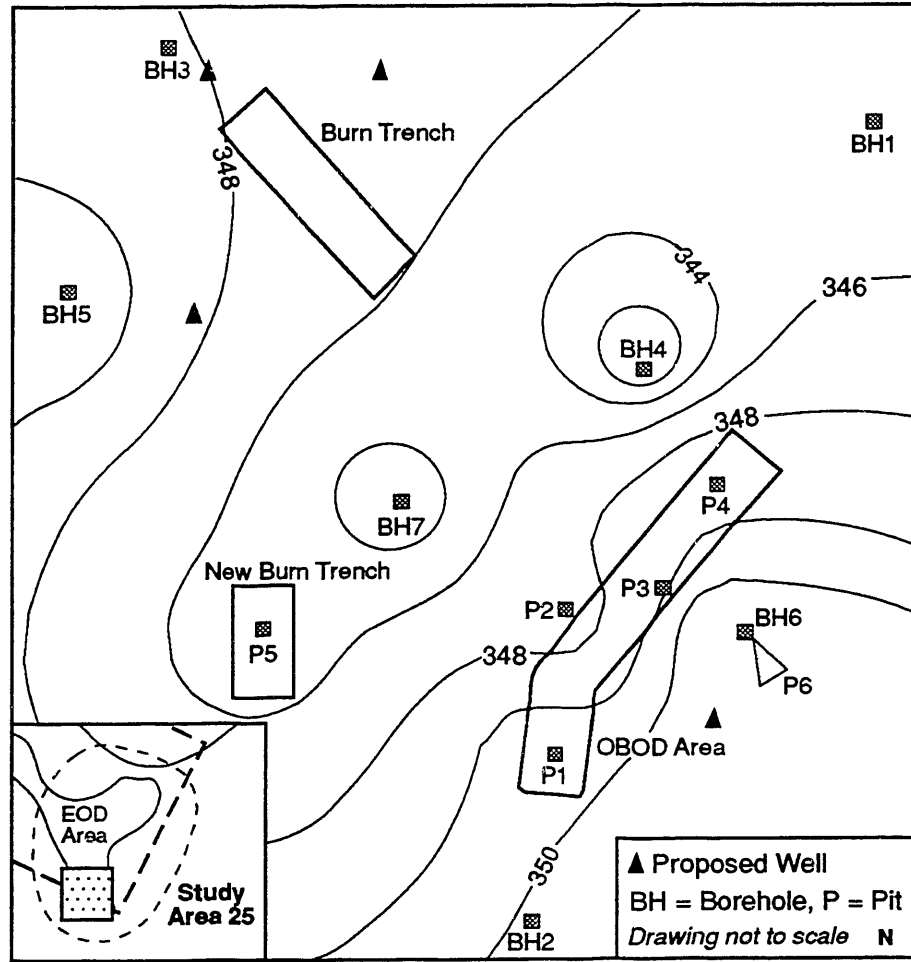 BH3
Burn Trench
BH1
348
344
BH5
346
BH4
348
P4
BH7
New Burn Trench
P3
P2
BH6
P5
348
P6
OBOD Area
P1
EOD
Area
350
Study
Area 25
Proposed Well
BH = Borehole, P = Pit
BH2
Drawing not to scale N